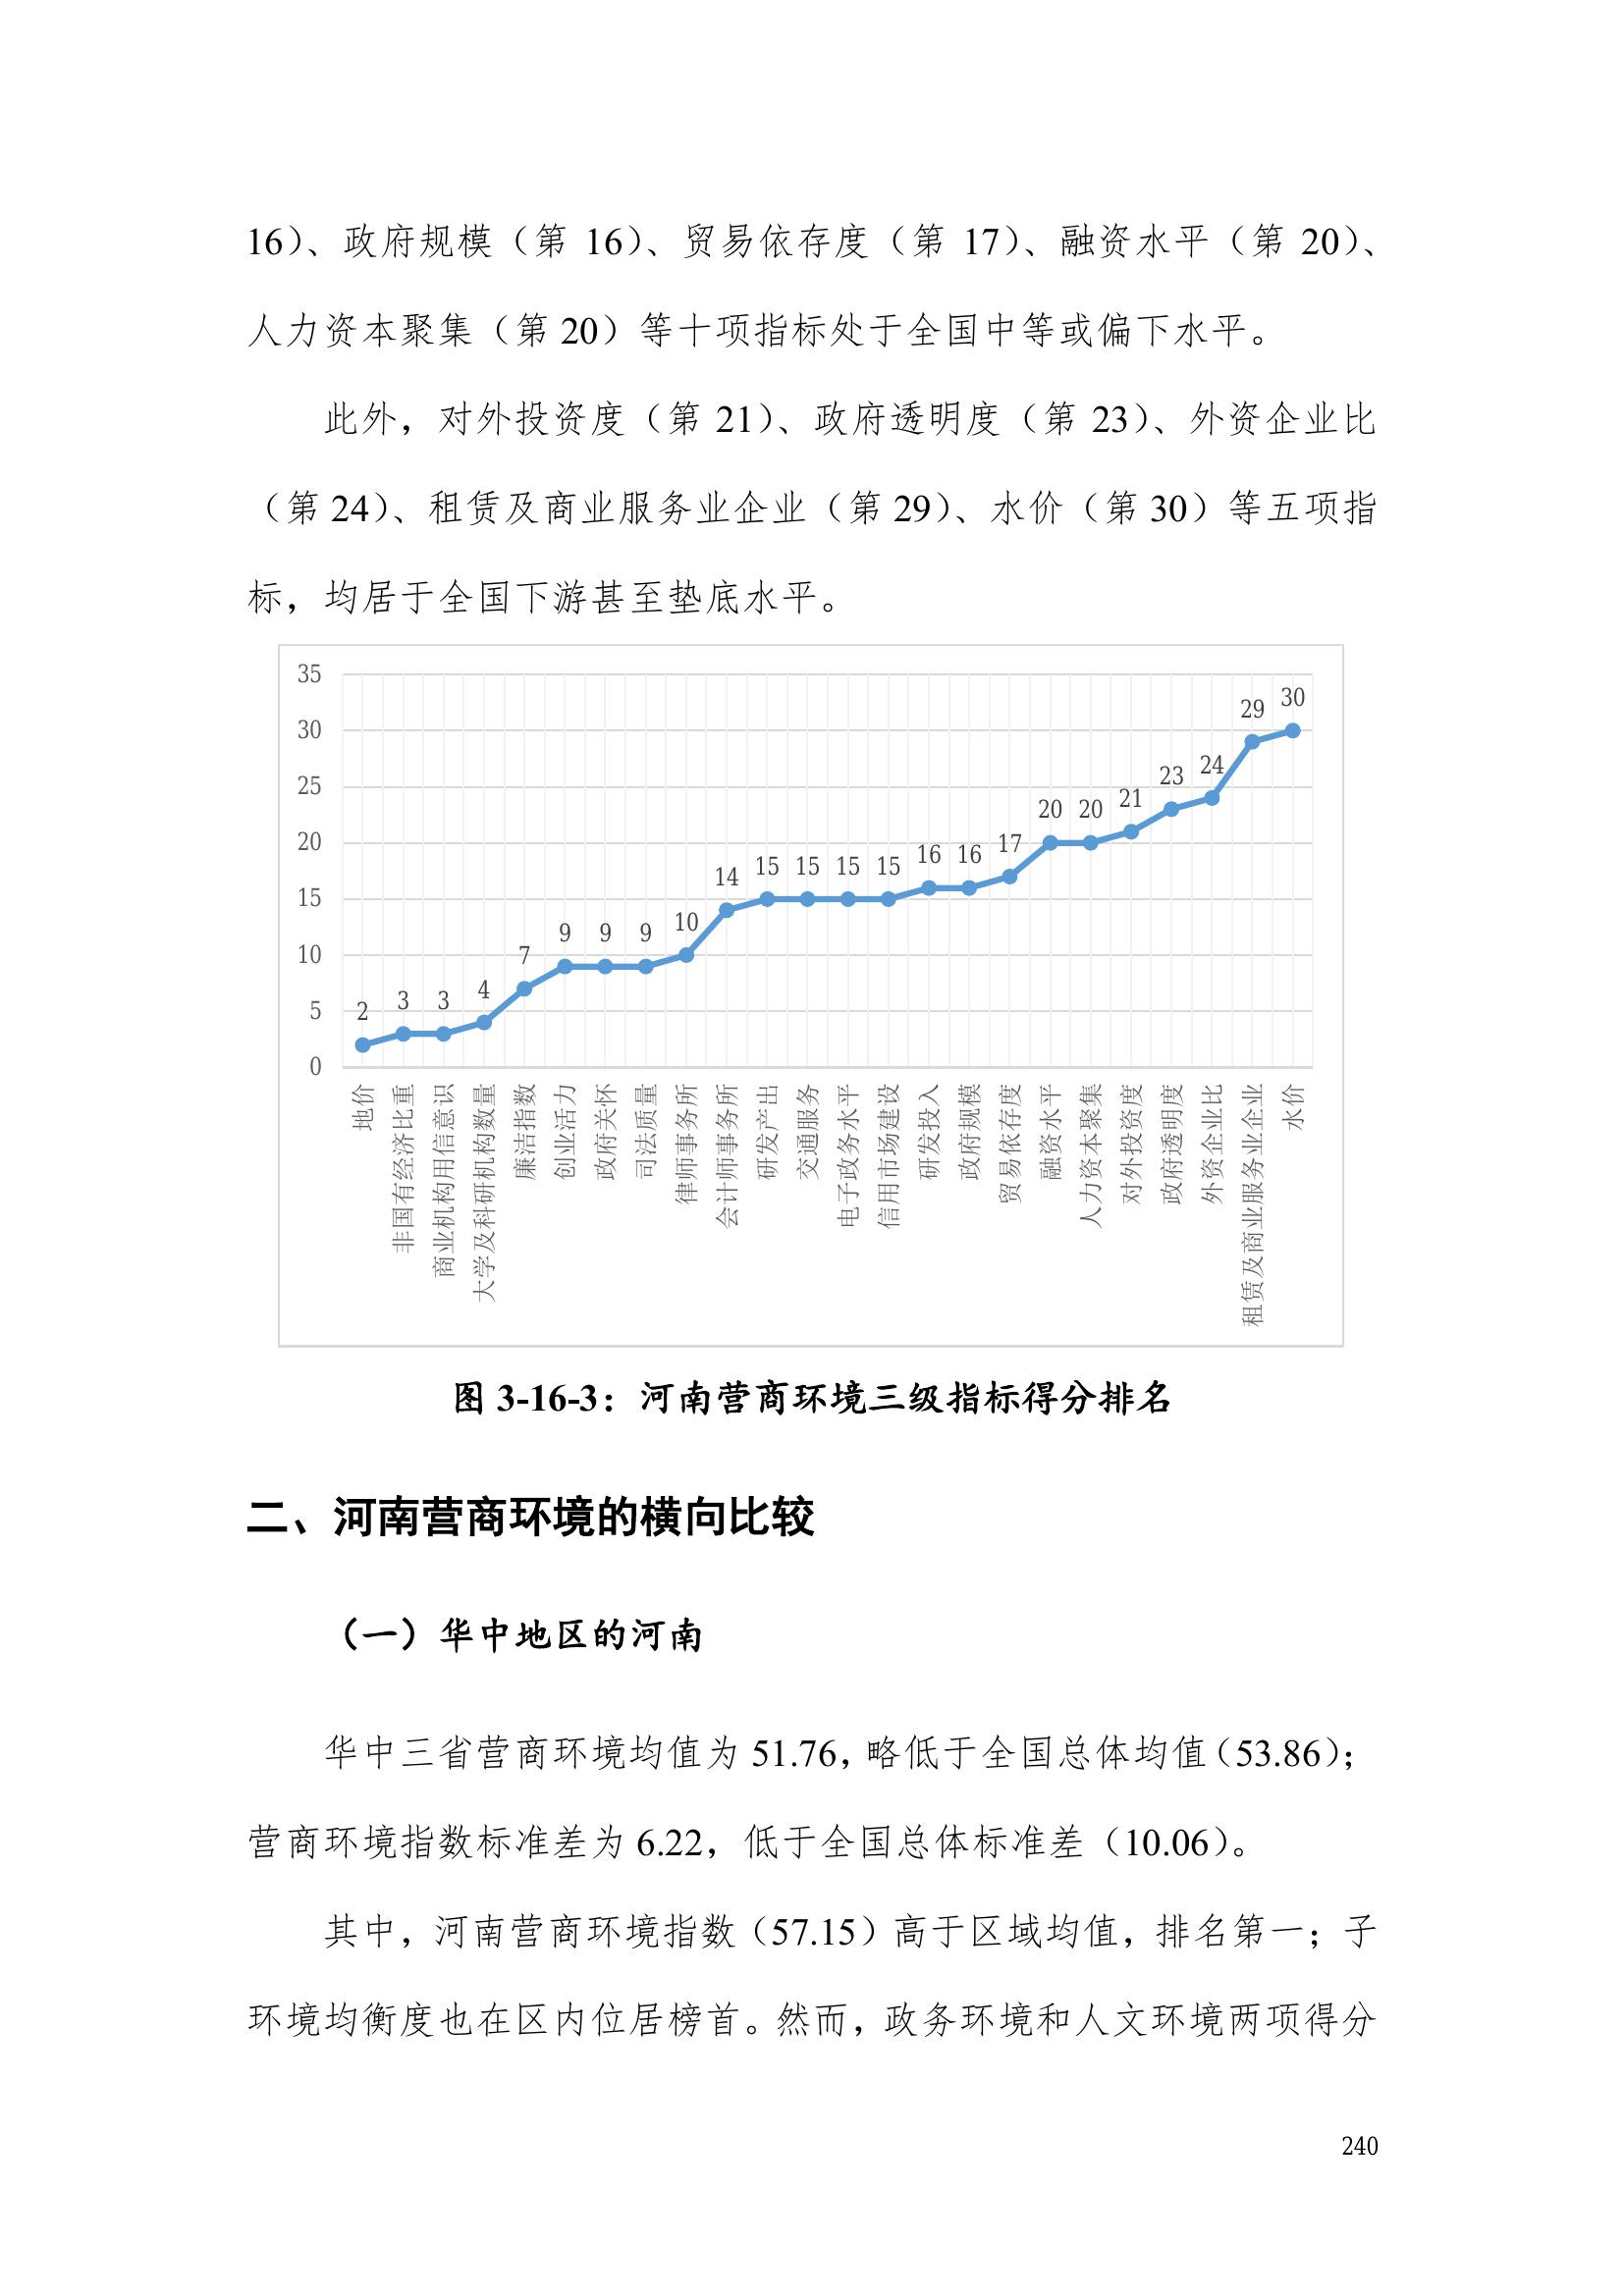 16）、政府规模（第 16）、贸易依存度（第 17）、融资水平（第 20）、
人力资本聚集（第 20）等十项指标处于全国中等或偏下水平。
此外，对外投资度（第 21）、政府透明度（第 23）、外资企业比
（第 24）、租赁及商业服务业企业（第 29）、水价（第 30）等五项指
标，均居于全国下游甚至垫底水平。
35
30
25
20
15
10
5
0
2
3
3
4
7
9
9
9
10
14
15
15
15
15
16
16
17
20
20
21
23
24
29
30
地价
非国有经济比重
商业机构用信意识
大学及科研机构数量
廉洁指数
创业活力
政府关怀
司法质量
律师事务所
会计师事务所
研发产出
交通服务
电子政务水平
信用市场建设
研发投入
政府规模
贸易依存度
融资水平
人力资本聚集
对外投资度
政府透明度
外资企业比
租赁及商业服务业企业
水价
图 3-16-3：河南营商环境三级指标得分排名
二、河南营商环境的横向比较
（一）华中地区的河南
华中三省营商环境均值为 51.76，略低于全国总体均值（53.86）；
营商环境指数标准差为 6.22，低于全国总体标准差（10.06）。
其中，河南营商环境指数（57.15）高于区域均值，排名第一；子
环境均衡度也在区内位居榜首。然而，政务环境和人文环境两项得分
240